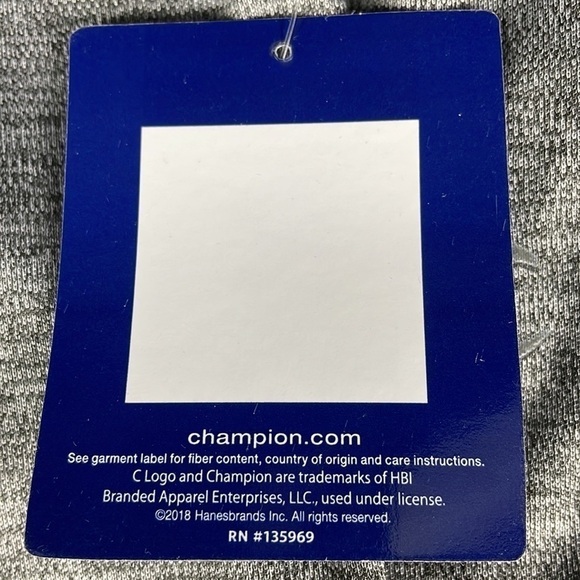 champion.com
See garment label for fiber content, country of origin and care instructions.
C Logo and Champion are trademarks of HBI
Branded Apparel Enterprises, LLC., used under license.
©2018 Hanesbrands Inc. All rights reserved.
RN #135969